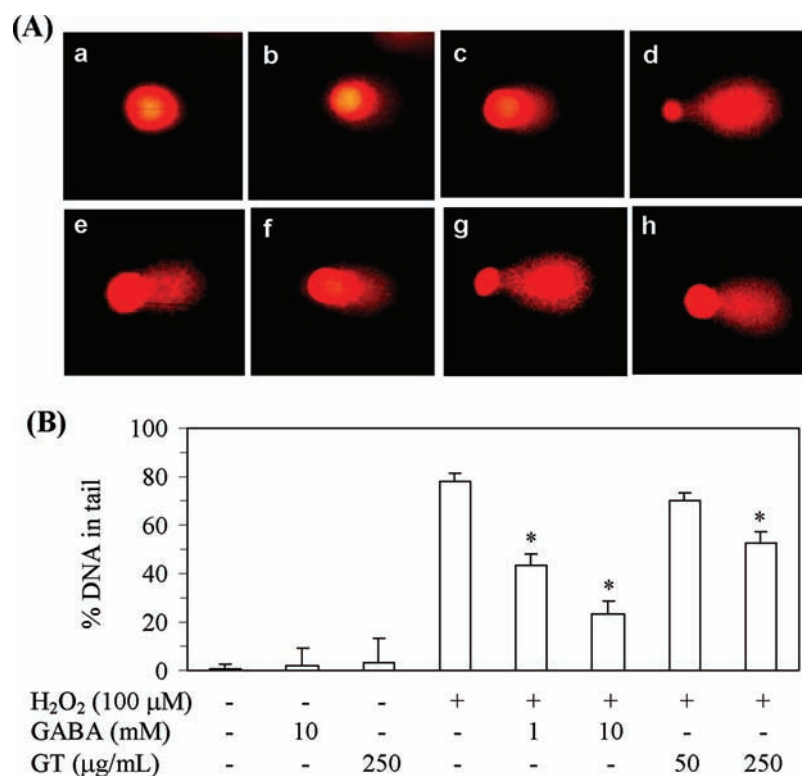 (A)
a b c d
e f g h
(B)
100
80
60
40
20
0
% DNA in tail
* * *
H₂O₂ (100 µM) - - - + + + + +
GABA (mM) - 10 - - 1 10 - -
GT (µg/mL) - - 250 - - - 50 250